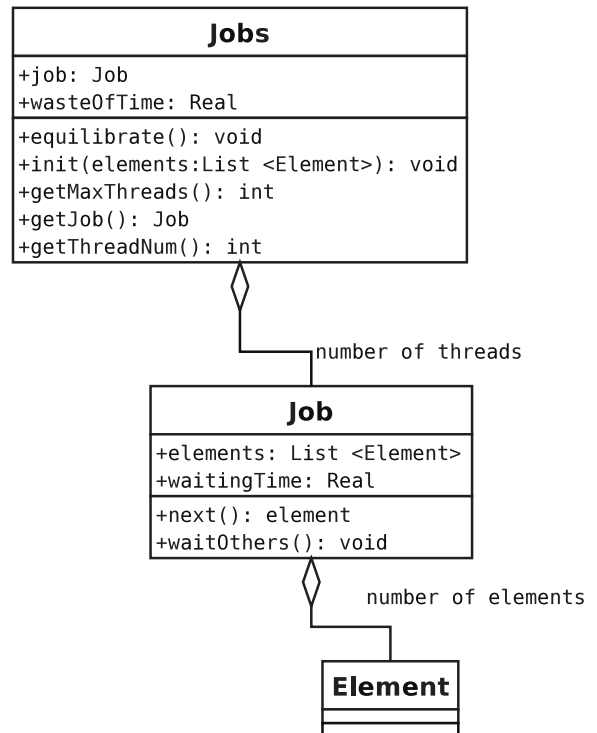 Jobs
+job: Job
+wasteOfTime: Real
+equilibrate(): void
+init(elements:List <Element>): void
+getMaxThreads(): int
+getJob(): Job
+getThreadNum(): int
number of threads
Job
+elements: List <Element>
+waitingTime: Real
+next(): element
+waitOthers(): void
number of elements
Element